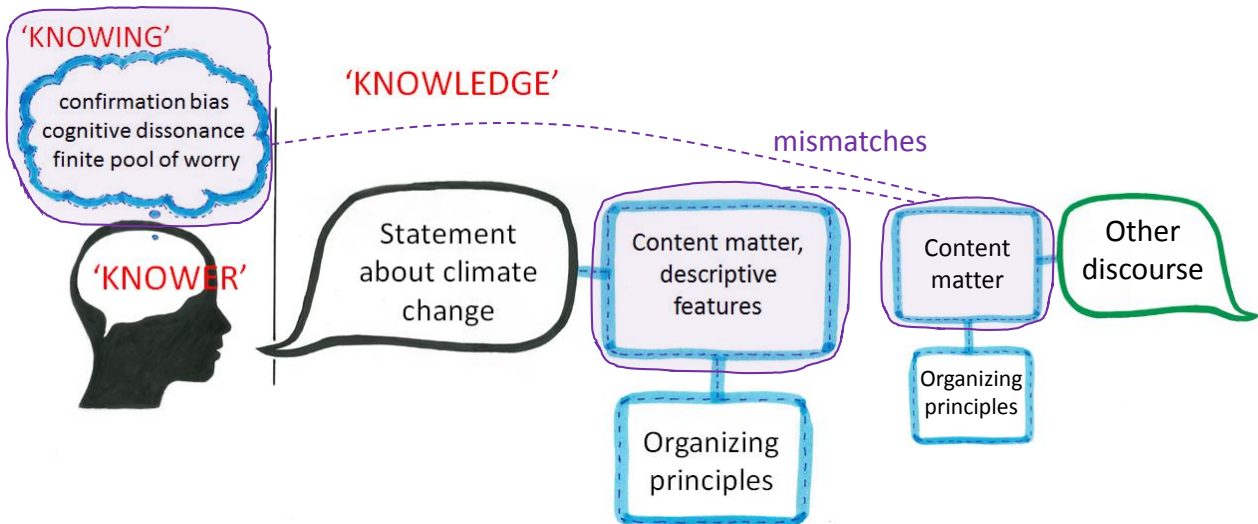 ‘KNOWING’
confirmation bias
cognitive dissonance
finite pool of worry
‘KNOWER’
‘KNOWLEDGE’
mismatches
Statement
about climate
change
Content matter,
descriptive
features
Organizing
principles
Content
matter
Organizing
principles
Other
discourse